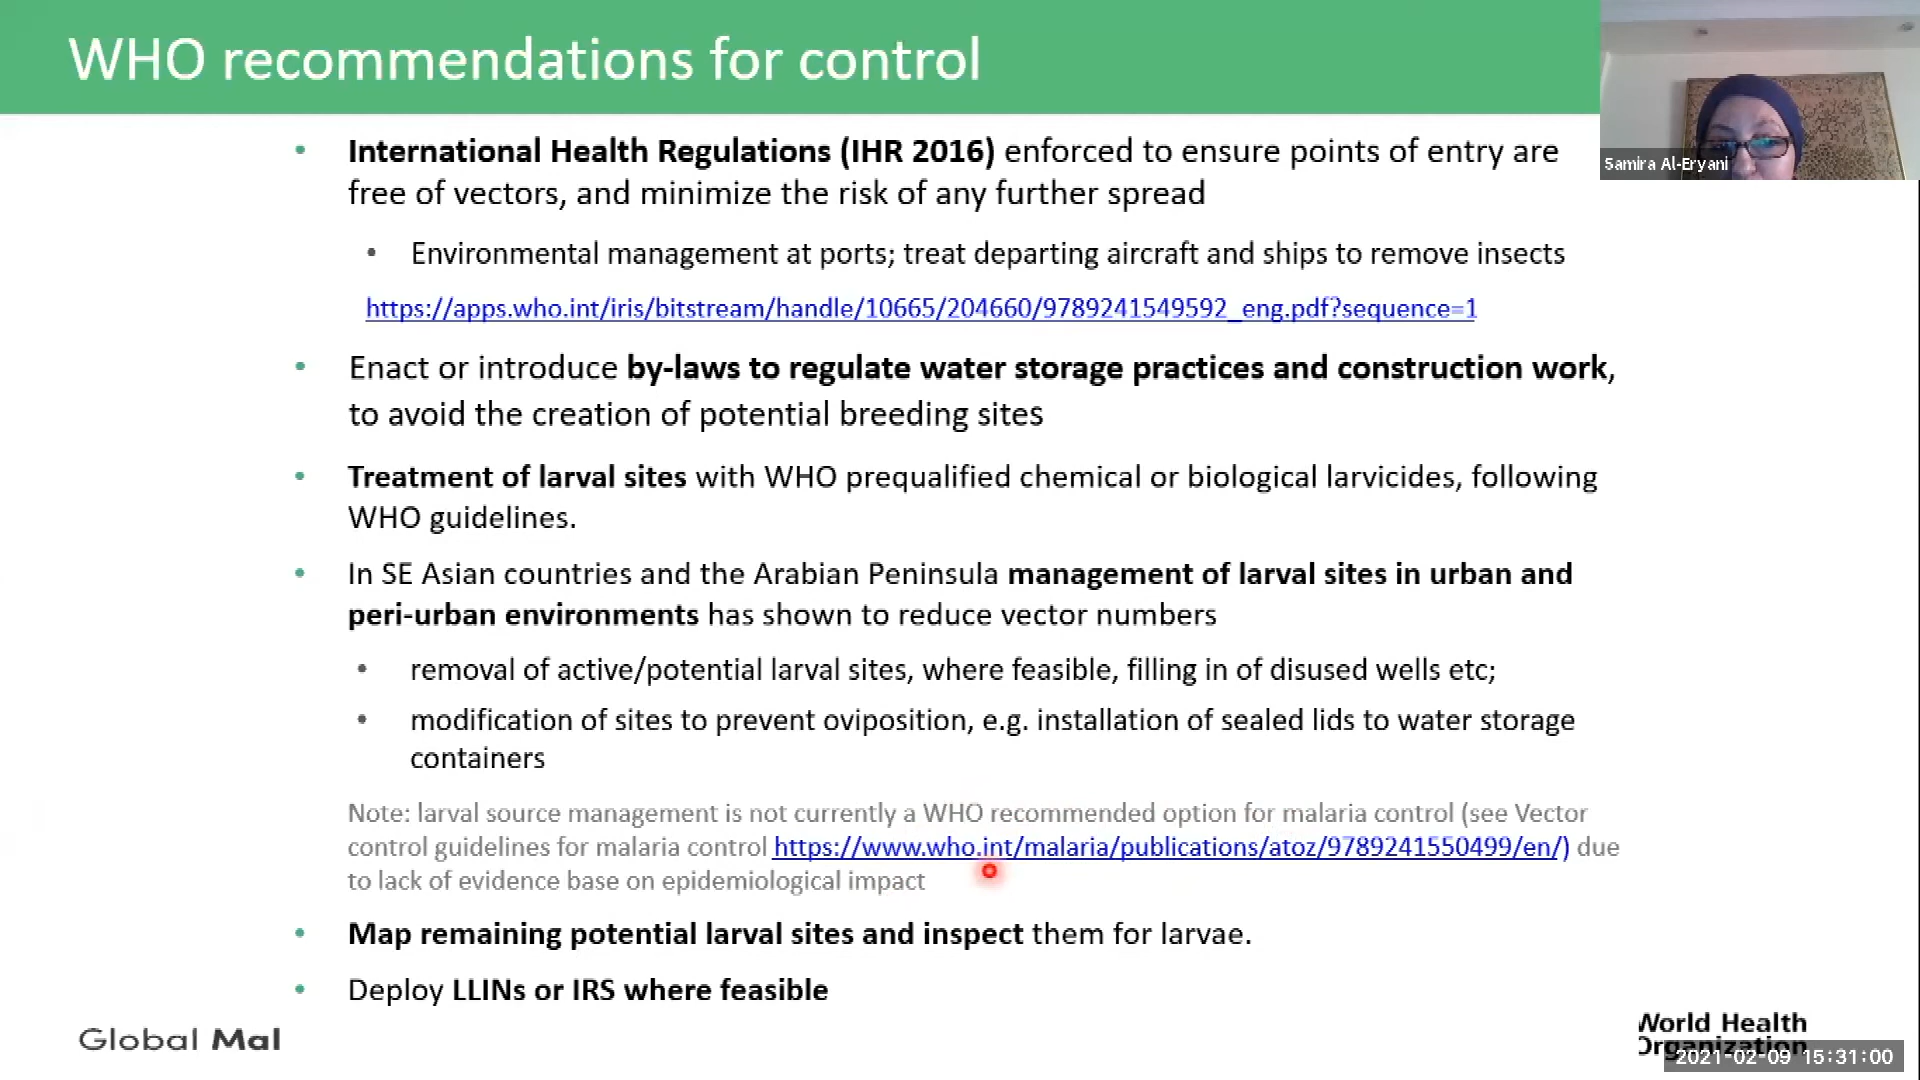 WHO recommendations for control
Samira Al-Eryani
• International Health Regulations (IHR 2016) enforced to ensure points of entry are
free of vectors, and minimize the risk of any further spread
• Environmental management at ports; treat departing aircraft and ships to remove insects
https://apps.who.int/iris/bitstream/handle/10665/204660/9789241549592_eng.pdf?sequence=1
• Enact or introduce by-laws to regulate water storage practices and construction work,
to avoid the creation of potential breeding sites
• Treatment of larval sites with WHO prequalified chemical or biological larvicides, following
WHO guidelines.
• In SE Asian countries and the Arabian Peninsula management of larval sites in urban and
peri-urban environments has shown to reduce vector numbers
• removal of active/potential larval sites, where feasible, filling in of disused wells etc;
• modification of sites to prevent oviposition, e.g. installation of sealed lids to water storage
containers
Note: larval source management is not currently a WHO recommended option for malaria control (see Vector
control guidelines for malaria control https://www.who.int/malaria/publications/atoz/9789241550499/en/) due
to lack of evidence base on epidemiological impact
• Map remaining potential larval sites and inspect them for larvae.
• Deploy LLINs or IRS where feasible
Global Mal
World Health
Organization
2021-02-09 15:31:00